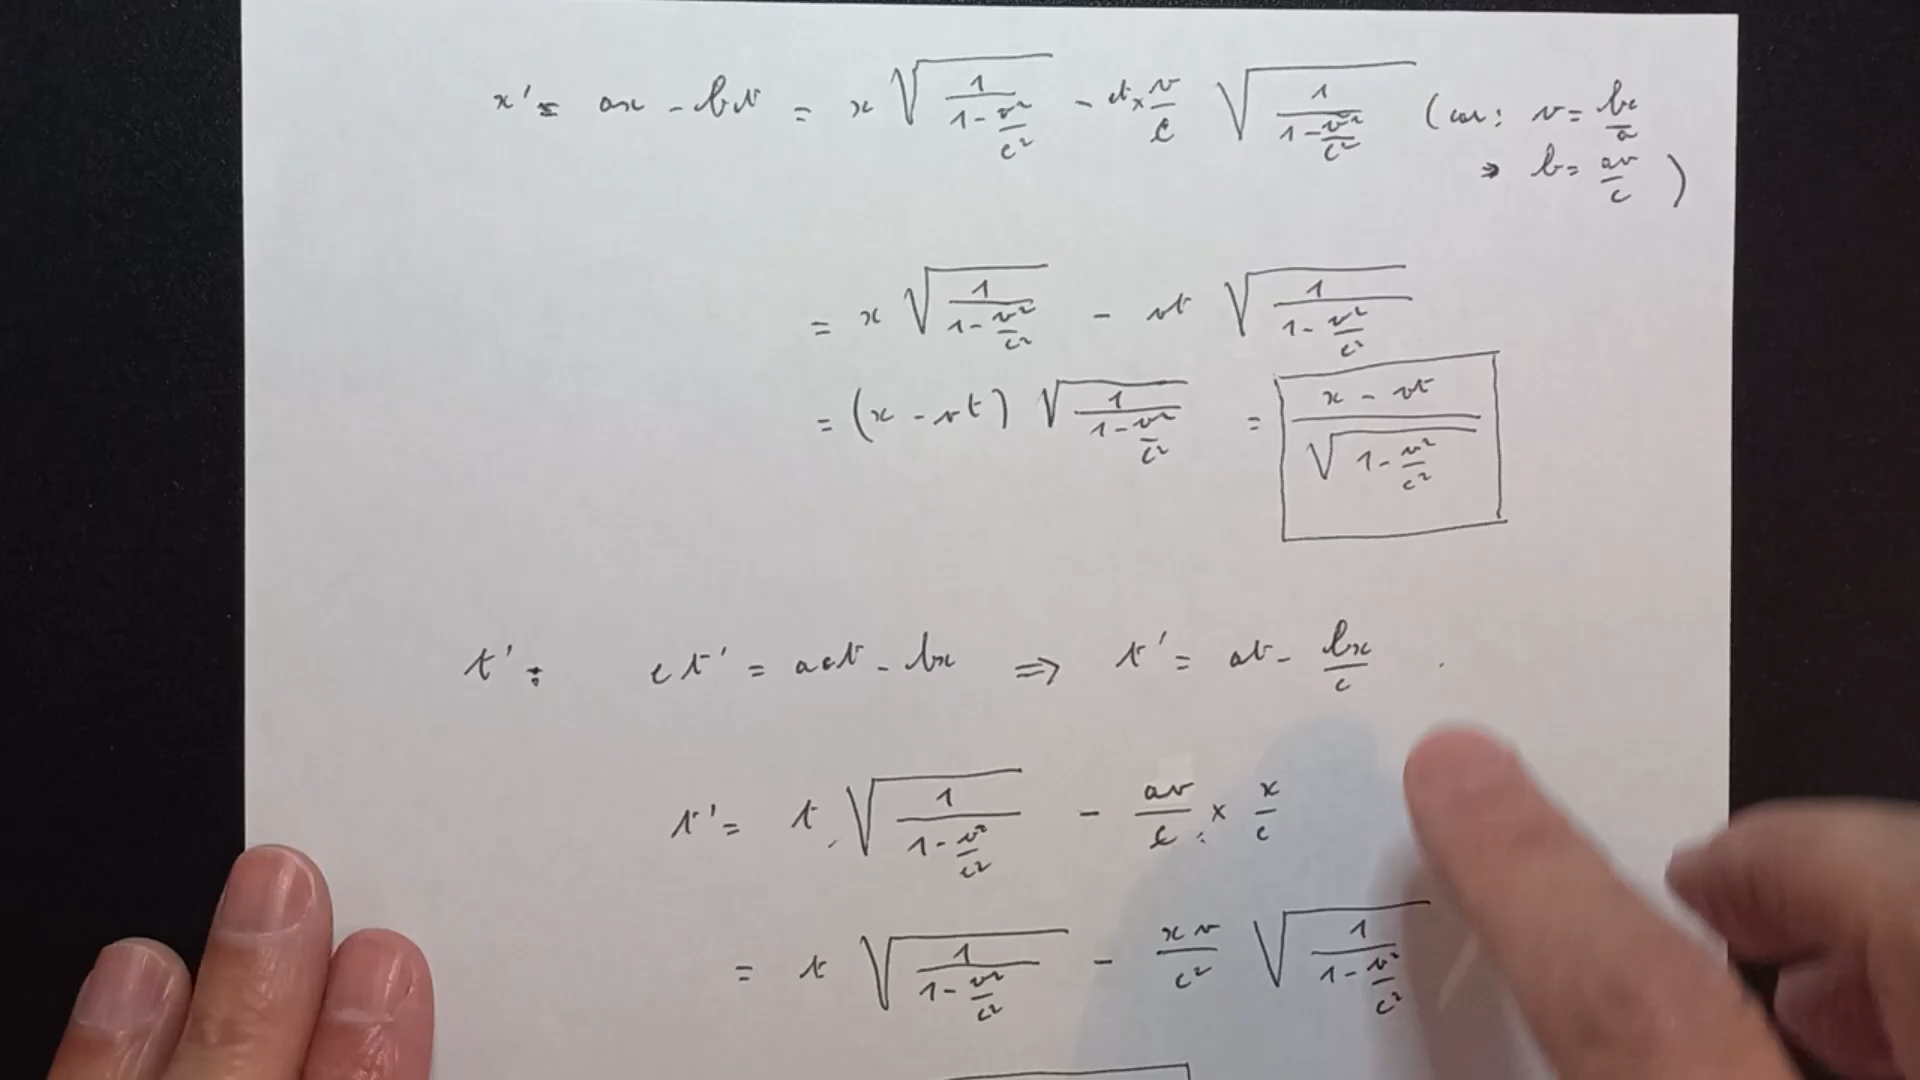 x' = ax - bct = x √(1/(1 - v²/c²)) - ct × v/c √(1/(1 - v²/c²)) (car : v = bc/a
⇒ b = av/c )
= x √(1/(1 - v²/c²)) - vt √(1/(1 - v²/c²))
= (x - vt) √(1/(1 - v²/c²)) = (x - vt)/√(1 - v²/c²)
t' : ct' = act - bx ⇒ t' = at - bx/c .
t' = t √(1/(1 - v²/c²)) - av/c × x/c
= t √(1/(1 - v²/c²)) - xv/c² √(1/(1 - v²/c²))